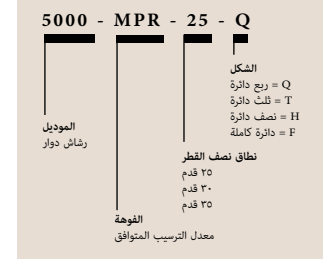 5000 - MPR - 25 - Q
الشكل
Q = ربع دائرة
T = ثلث دائرة
H = نصف دائرة
F = دائرة كاملة
الموديل
رشاش دوار
نطاق نصف القطر
٢٥ قدم
٣٠ قدم
٣٥ قدم
الفوهة
معدل الترسيب المتوافق